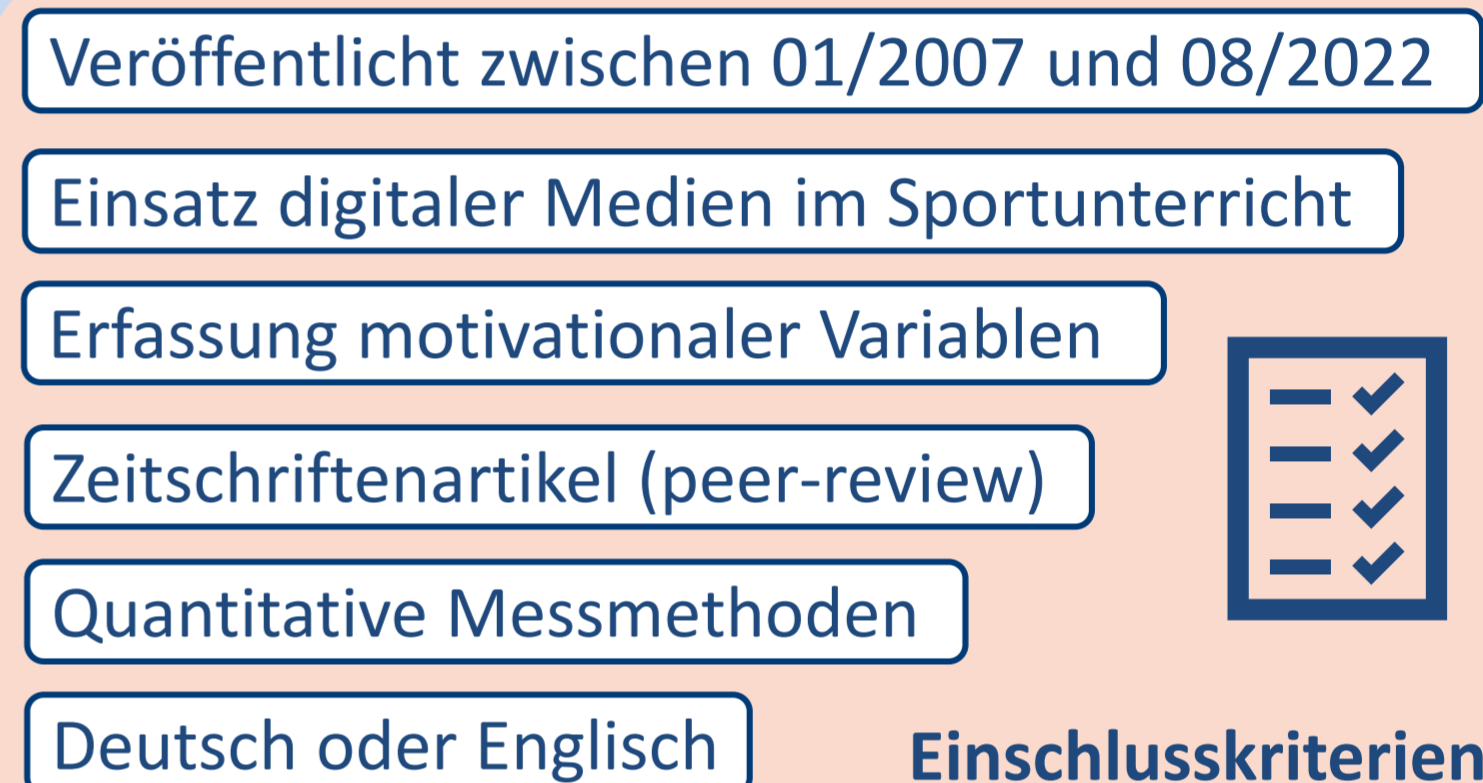 Veröffentlicht zwischen 01/2007 und 08/2022
Einsatz digitaler Medien im Sportunterricht
Erfassung motivationaler Variablen
Zeitschriftenartikel (peer-review)
Quantitative Messmethoden
Deutsch oder Englisch
Einschlusskriterien